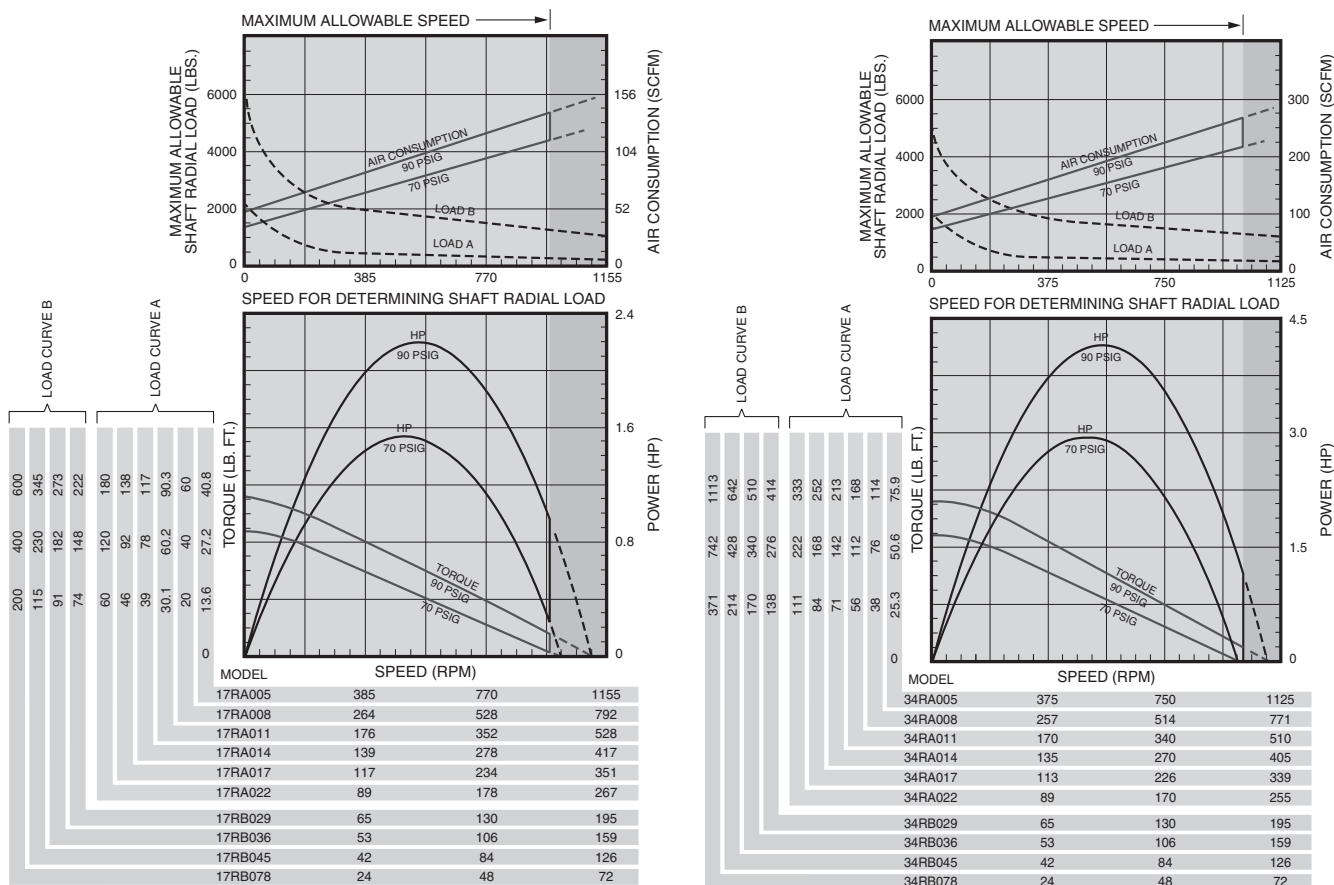 MAXIMUM ALLOWABLE SPEED
MAXIMUM ALLOWABLE
SHAFT RADIAL LOAD (LBS.)
6000
4000
2000
0
AIR CONSUMPTION
90 PSIG
70 PSIG
LOAD B
LOAD A
156
104
52
0
AIR CONSUMPTION (SCFM)
0 385 770 1155
SPEED FOR DETERMINING SHAFT RADIAL LOAD
LOAD CURVE B
LOAD CURVE A
600 345 273 222 180 138 117 90.3 60 40.8
400 230 182 148 120 92 78 60.2 40 27.2
200 115 91 74 60 46 39 30.1 20 13.6
0
TORQUE (LB. FT.)
HP
90 PSIG
HP
70 PSIG
TORQUE
90 PSIG
70 PSIG
2.4
1.6
0.8
0
POWER (HP)
MODEL SPEED (RPM)
17RA005 385 770 1155
17RA008 264 528 792
17RA011 176 352 528
17RA014 139 278 417
17RA017 117 234 351
17RA022 89 178 267
17RB029 65 130 195
17RB036 53 106 159
17RB045 42 84 126
17RB078 24 48 72
MAXIMUM ALLOWABLE SPEED
MAXIMUM ALLOWABLE
SHAFT RADIAL LOAD (LBS.)
6000
4000
2000
0
AIR CONSUMPTION
90 PSIG
70 PSIG
LOAD B
LOAD A
300
200
100
0
AIR CONSUMPTION (SCFM)
0 375 750 1125
SPEED FOR DETERMINING SHAFT RADIAL LOAD
LOAD CURVE B
LOAD CURVE A
1113 642 510 414 333 252 213 168 114 75.9
742 428 340 276 222 168 142 112 76 50.6
371 214 170 138 111 84 71 56 38 25.3
0
TORQUE (LB. FT.)
HP
90 PSIG
HP
70 PSIG
TORQUE
90 PSIG
70 PSIG
4.5
3.0
1.5
0
POWER (HP)
MODEL SPEED (RPM)
34RA005 375 750 1125
34RA008 257 514 771
34RA011 170 340 510
34RA014 135 270 405
34RA017 113 226 339
34RA022 89 170 255
34RB029 65 130 195
34RB036 53 106 159
34RB045 42 84 126
34RB078 24 48 72